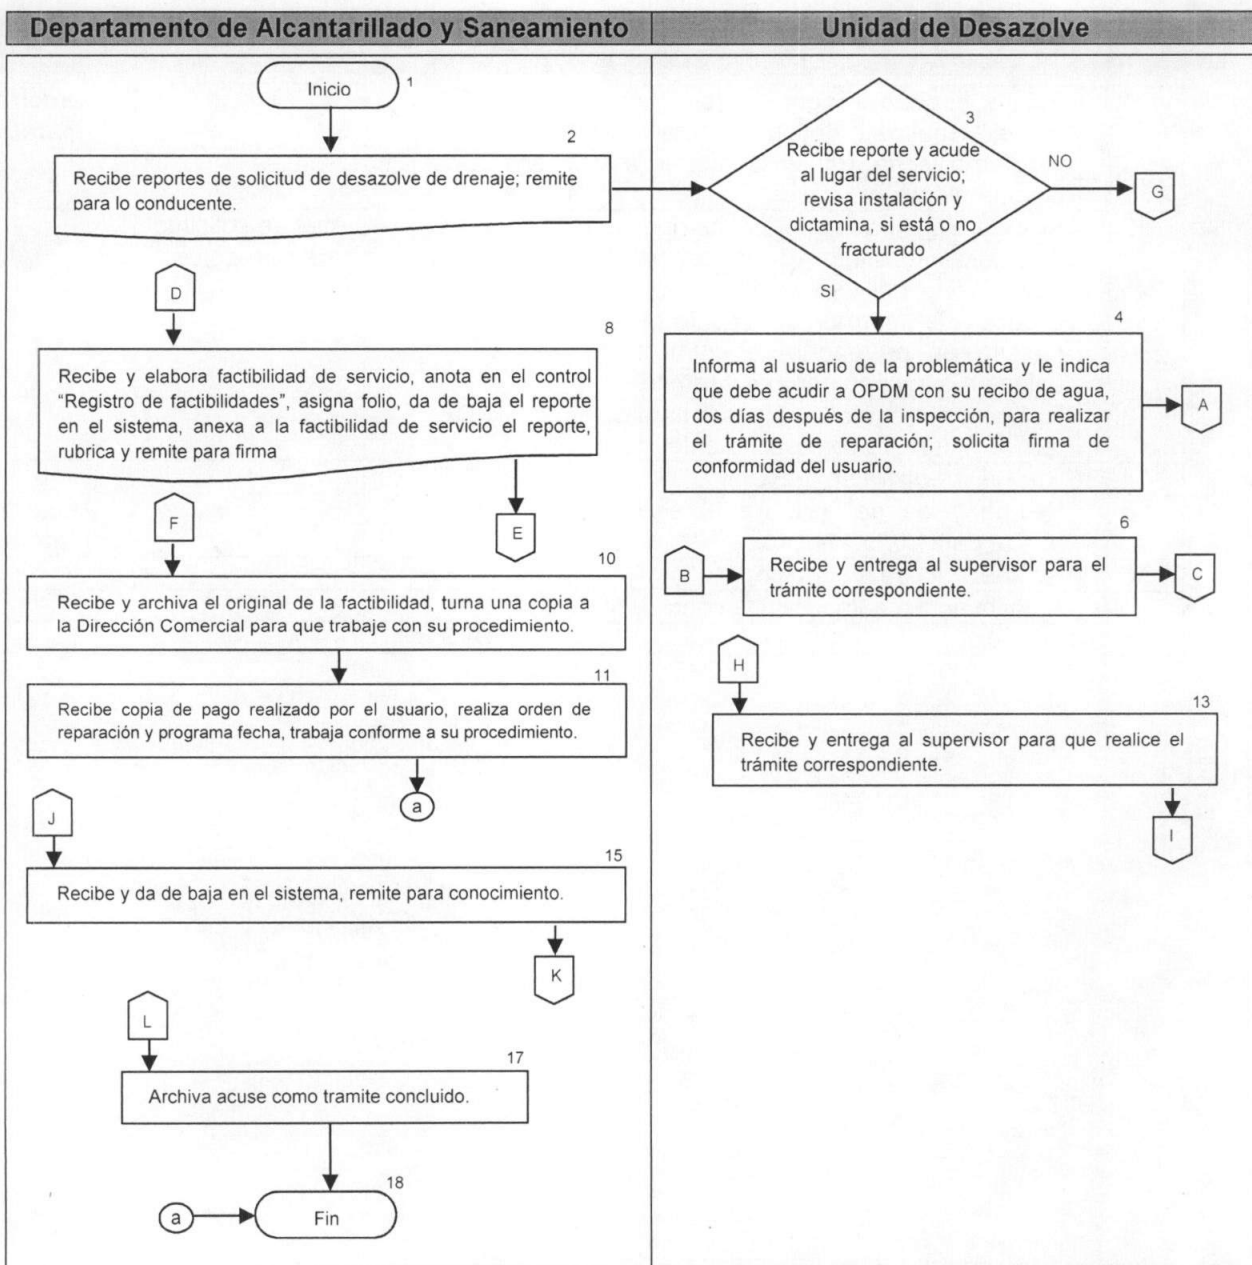 Departamento de Alcantarillado y Saneamiento
Unidad de Desazolve
Inicio
1
2
Recibe reportes de solicitud de desazolve de drenaje; remite
para lo conducente.
3
Recibe reporte y acude
al lugar del servicio;
revisa instalación y
dictamina, si está o no
fracturado
NO
G
SI
D
8
Recibe y elabora factibilidad de servicio, anota en el control
"Registro de factibilidades", asigna folio, da de baja el reporte
en el sistema, anexa a la factibilidad de servicio el reporte,
rubrica y remite para firma
E
4
Informa al usuario de la problemática y le indica
que debe acudir a OPDM con su recibo de agua,
dos días después de la inspección, para realizar
el trámite de reparación; solicita firma de
conformidad del usuario.
A
F
10
Recibe y archiva el original de la factibilidad, turna una copia a
la Dirección Comercial para que trabaje con su procedimiento.
B
6
Recibe y entrega al supervisor para el
trámite correspondiente.
C
11
Recibe copia de pago realizado por el usuario, realiza orden de
reparación y programa fecha, trabaja conforme a su procedimiento.
a
H
13
Recibe y entrega al supervisor para que realice el
trámite correspondiente.
I
J
15
Recibe y da de baja en el sistema, remite para conocimiento.
K
L
17
Archiva acuse como tramite concluido.
18
a
Fin